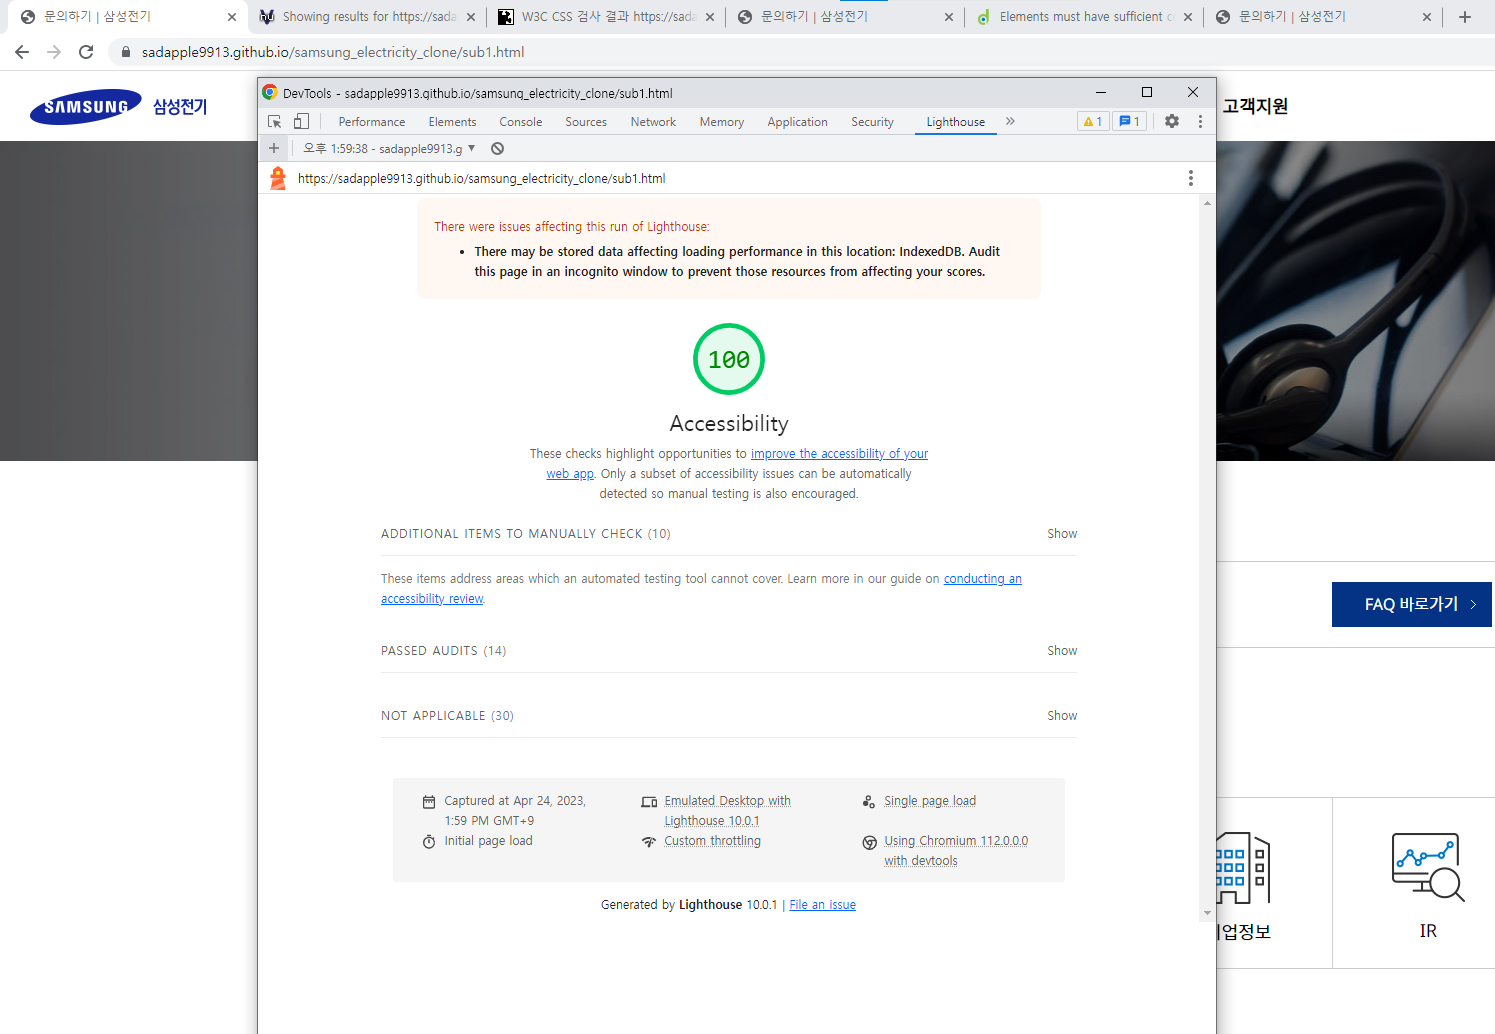 문의하기 | 삼성전기
Showing results for https://sada
W3C CSS 검사 결과 https://sada
문의하기 | 삼성전기
Elements must have sufficient c
문의하기 | 삼성전기
sadapple9913.github.io/samsung_electricity_clone/sub1.html
SAMSUNG 삼성전기
고객지원
DevTools - sadapple9913.github.io/samsung_electricity_clone/sub1.html
Performance Elements Console Sources Network Memory Application Security Lighthouse » 1 1
오후 1:59:38 - sadapple9913.g
https://sadapple9913.github.io/samsung_electricity_clone/sub1.html
There were issues affecting this run of Lighthouse:
• There may be stored data affecting loading performance in this location: IndexedDB. Audit
this page in an incognito window to prevent those resources from affecting your scores.
100
Accessibility
These checks highlight opportunities to improve the accessibility of your
web app. Only a subset of accessibility issues can be automatically
detected so manual testing is also encouraged.
ADDITIONAL ITEMS TO MANUALLY CHECK (10) Show
These items address areas which an automated testing tool cannot cover. Learn more in our guide on conducting an
accessibility review.
PASSED AUDITS (14) Show
NOT APPLICABLE (30) Show
Captured at Apr 24, 2023,
1:59 PM GMT+9
Initial page load
Emulated Desktop with
Lighthouse 10.0.1
Custom throttling
Single page load
Using Chromium 112.0.0.0
with devtools
Generated by Lighthouse 10.0.1 | File an issue
FAQ 바로가기
업정보
IR